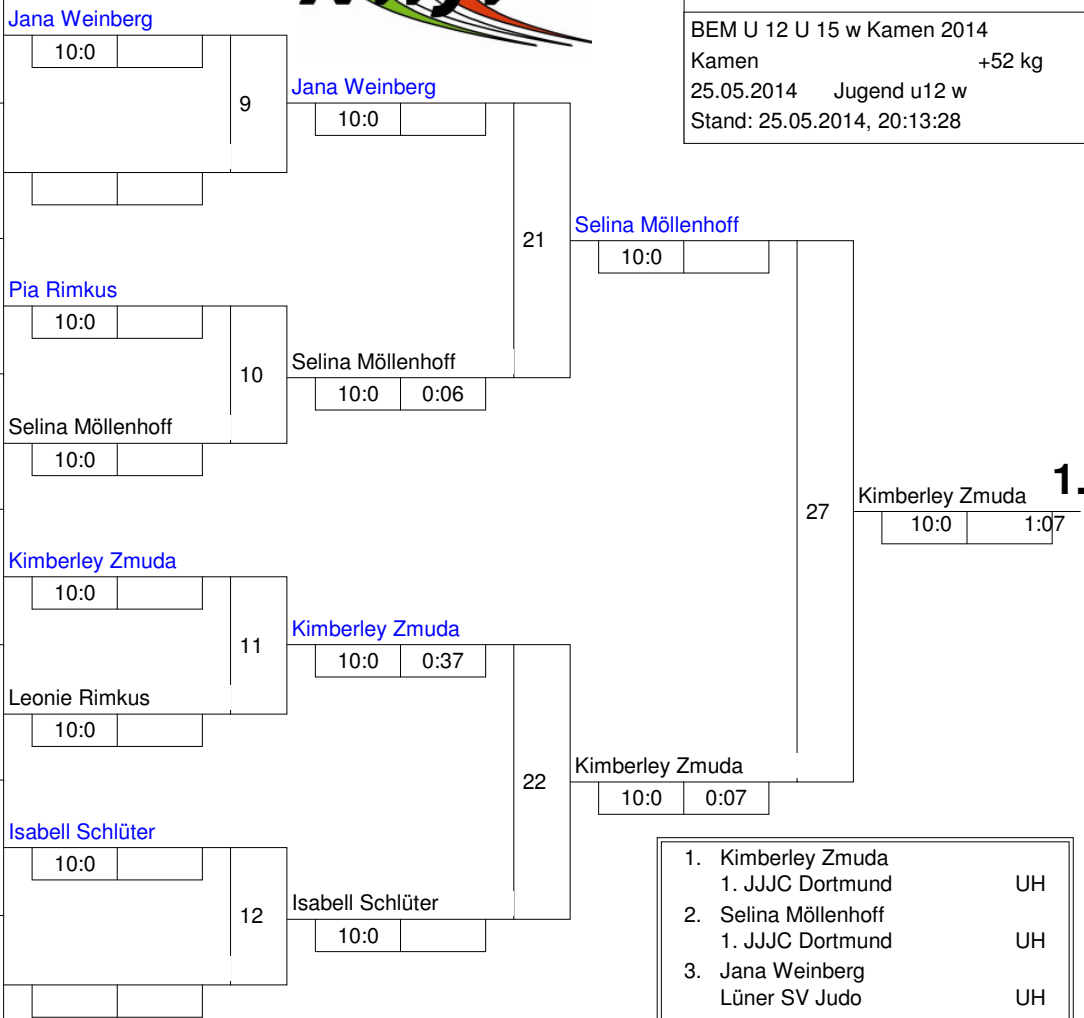 BEM U 12 U 15 w Kamen 2014
Kamen +52 kg
25.05.2014 Jugend u12 w
Stand: 25.05.2014, 20:13:28
Jana Weinberg
10:0
9
Pia Rimkus
10:0
10
Selina Möllenhoff
10:0
Kimberley Zmuda
10:0
11
Leonie Rimkus
10:0
Isabell Schlüter
10:0
12
Jana Weinberg
10:0
21
Selina Möllenhoff
10:0 0:06
Kimberley Zmuda
10:0 0:37
22
Isabell Schlüter
10:0
Selina Möllenhoff
10:0
27
Kimberley Zmuda
10:0 0:07
Kimberley Zmuda 1.
10:0 1:07
1. Kimberley Zmuda
1. JJJC Dortmund UH
2. Selina Möllenhoff
1. JJJC Dortmund UH
3. Jana Weinberg
Lüner SV Judo UH